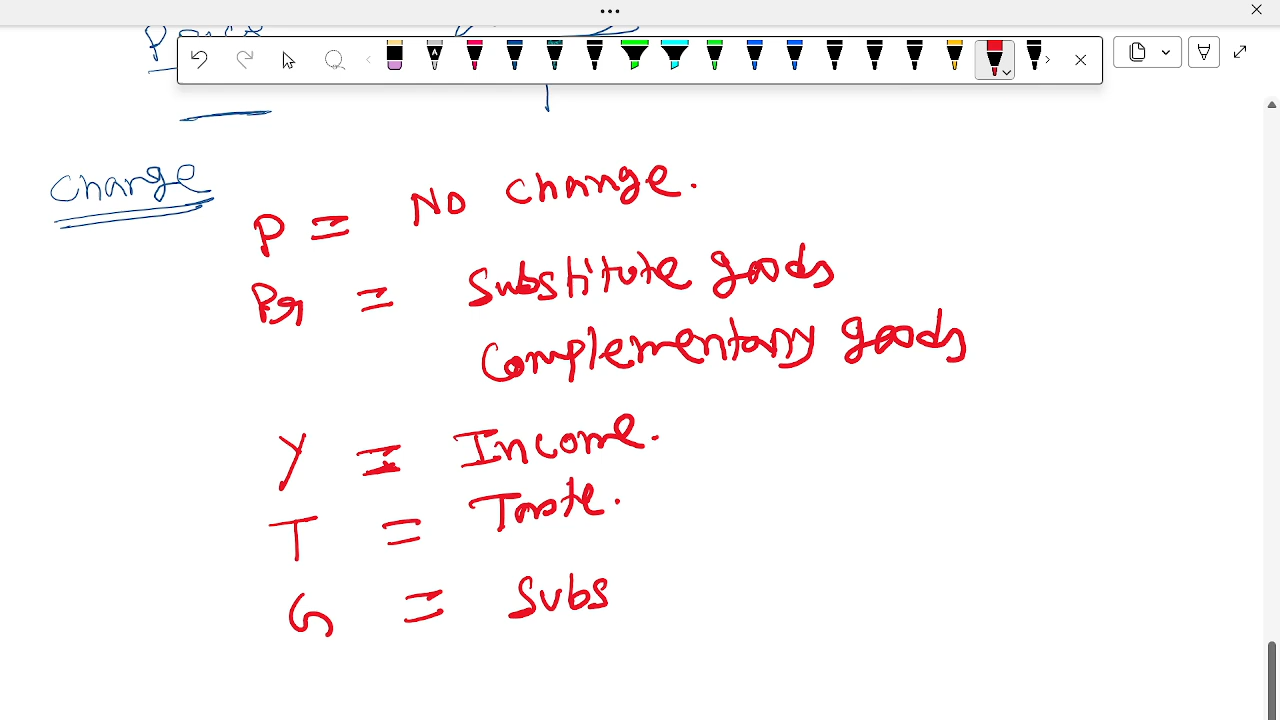 Change
P = No change.
Pr = Substitute goods
Complementary goods
Y = Income.
T = Taste.
G = Subs